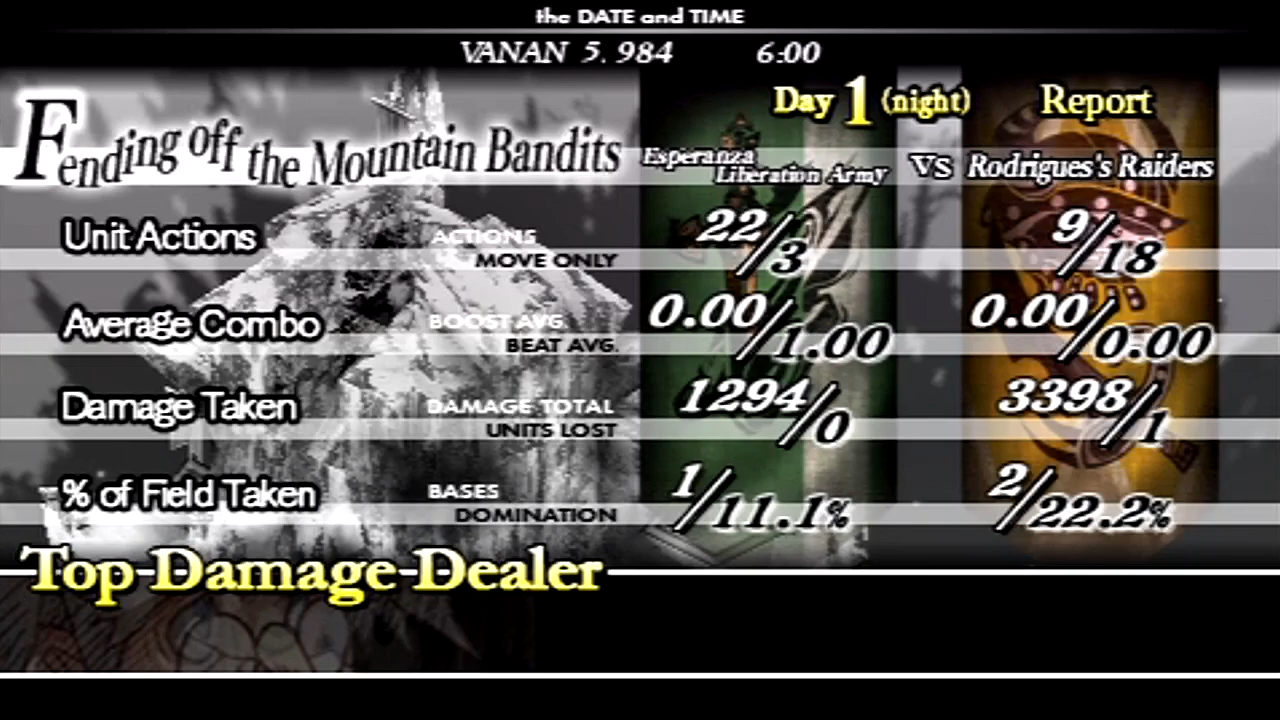 the DATE and TIME
VANAN 5. 984 6:00
Day 1 (night) Report
Fending off the Mountain Bandits
Esperanza Liberation Army VS Rodrigues's Raiders
Unit Actions ACTIONS 22/3 9/18
MOVE ONLY
Average Combo BOOST AVG. 0.00/1.00 0.00/0.00
BEAT AVG.
Damage Taken DAMAGE TOTAL 1294/0 3398/1
UNITS LOST
% of Field Taken BASES 1/11.1% 2/22.2%
DOMINATION
Top Damage Dealer